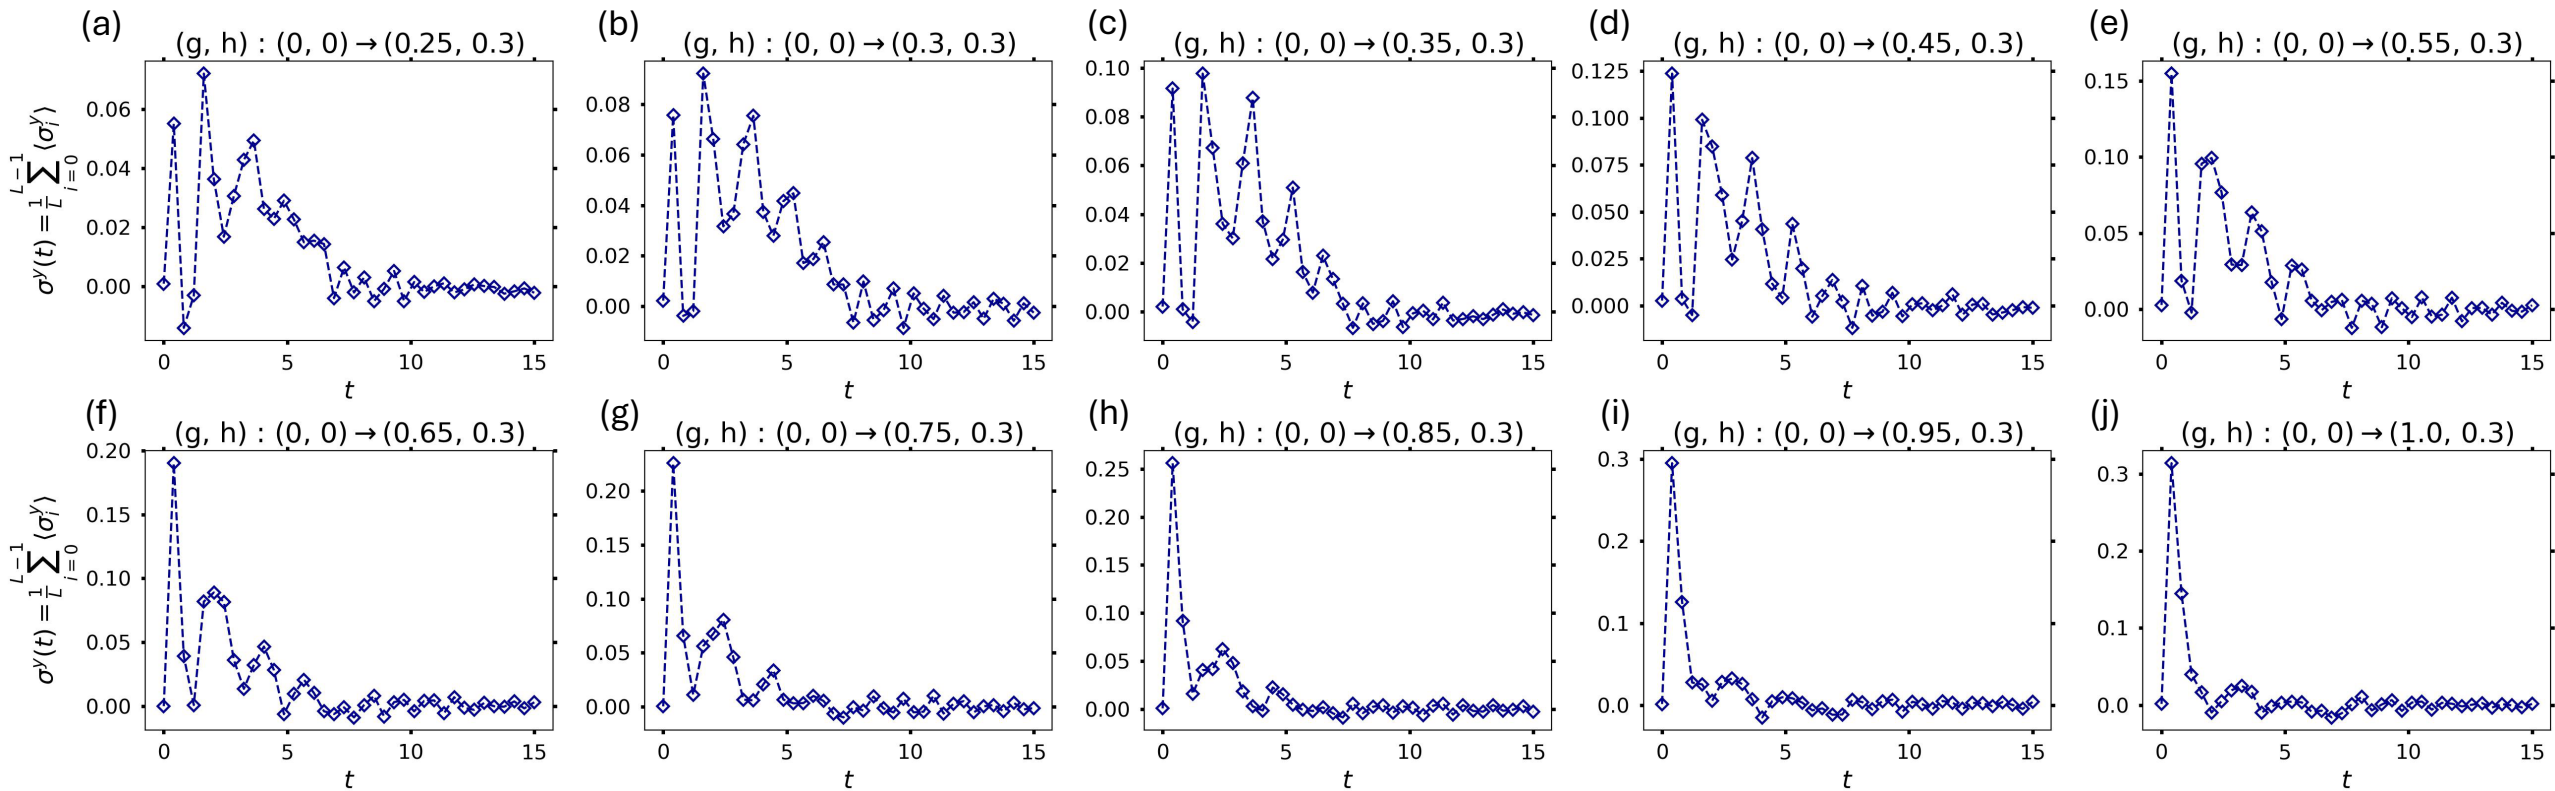 (a) (b) (c) (d) (e)
(g, h) : (0, 0)→(0.25, 0.3) (g, h) : (0, 0)→(0.3, 0.3) (g, h) : (0, 0)→(0.35, 0.3) (g, h) : (0, 0)→(0.45, 0.3) (g, h) : (0, 0)→(0.55, 0.3)
σ^y(t) = 1/L ∑_{i=0}^{L−1} ⟨σ_i^y⟩
0.06 0.04 0.02 0.00
0.08 0.06 0.04 0.02 0.00
0.10 0.08 0.06 0.04 0.02 0.00
0.125 0.100 0.075 0.050 0.025 0.000
0.15 0.10 0.05 0.00
0 5 10 15 0 5 10 15 0 5 10 15 0 5 10 15 0 5 10 15
t t t t t
(f) (g) (h) (i) (j)
(g, h) : (0, 0)→(0.65, 0.3) (g, h) : (0, 0)→(0.75, 0.3) (g, h) : (0, 0)→(0.85, 0.3) (g, h) : (0, 0)→(0.95, 0.3) (g, h) : (0, 0)→(1.0, 0.3)
σ^y(t) = 1/L ∑_{i=0}^{L−1} ⟨σ_i^y⟩
0.20 0.15 0.10 0.05 0.00
0.20 0.15 0.10 0.05 0.00
0.25 0.20 0.15 0.10 0.05 0.00
0.3 0.2 0.1 0.0
0.3 0.2 0.1 0.0
0 5 10 15 0 5 10 15 0 5 10 15 0 5 10 15 0 5 10 15
t t t t t